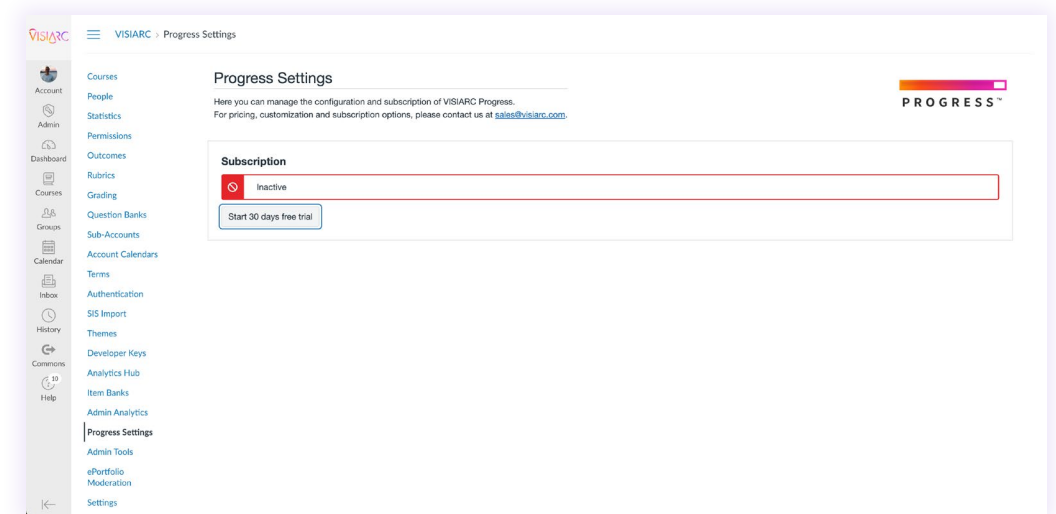 VISIARC
VISIARC > Progress Settings
Account
Admin
Dashboard
Courses
Groups
Calendar
Inbox
History
Commons
10
Help
Courses
People
Statistics
Permissions
Outcomes
Rubrics
Grading
Question Banks
Sub-Accounts
Account Calendars
Terms
Authentication
SIS Import
Themes
Developer Keys
Analytics Hub
Item Banks
Admin Analytics
Progress Settings
Admin Tools
ePortfolio
Moderation
Settings
Progress Settings
Here you can manage the configuration and subscription of VISIARC Progress.
For pricing, customization and subscription options, please contact us at sales@visiarc.com.
PROGRESS™
Subscription
Inactive
Start 30 days free trial